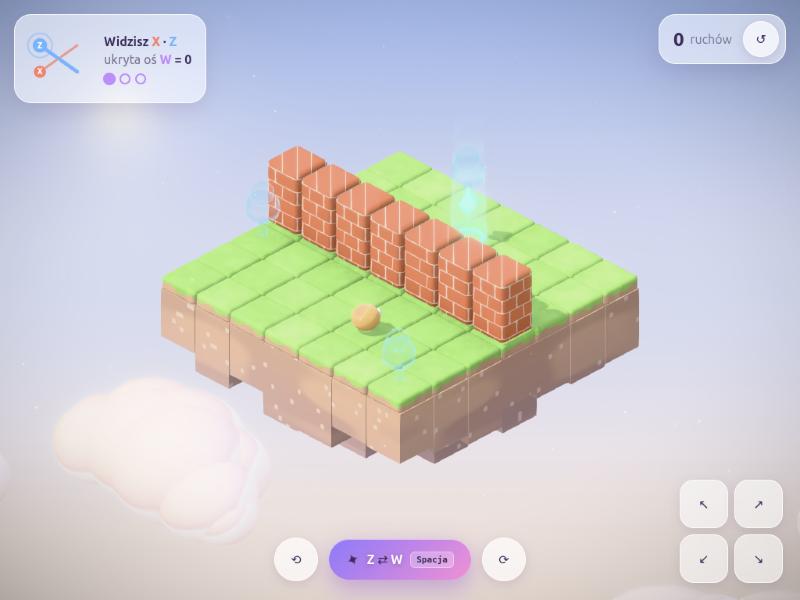 Z
X
Widzisz X · Z
ukryta oś W = 0
0 ruchów ↺
↖ ↗
⟲ ✦ Z ⇄ W Spacja ⟳
↙ ↘